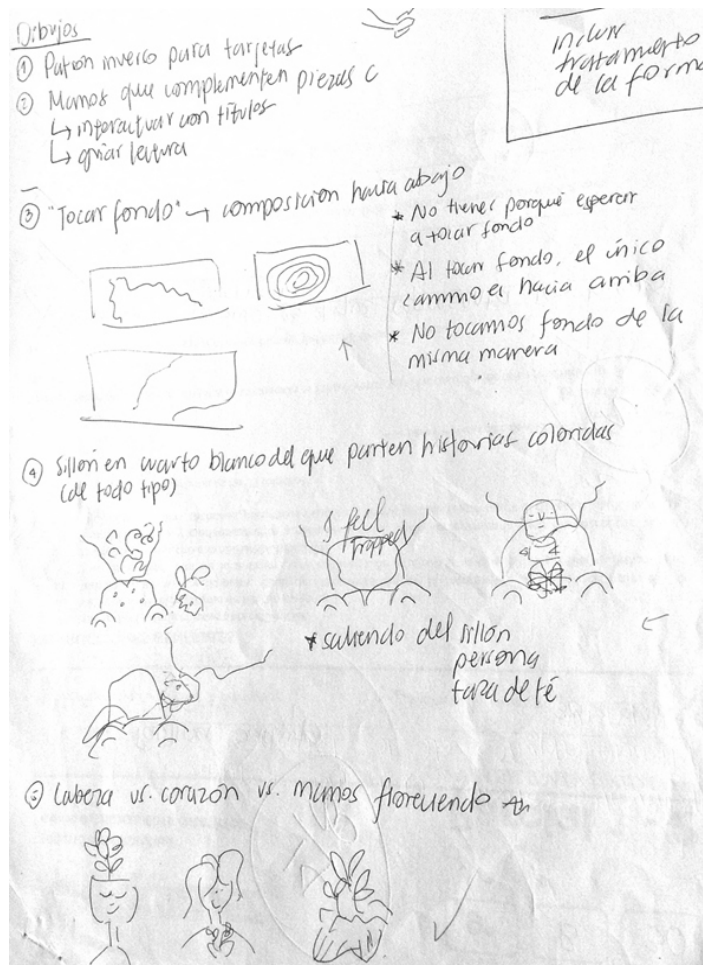 Dibujos
① Patrón inverso para tarjetas
② Manos que complementen piezas c
↳ interactuar con títulos
↳ guiar lectura
incluir
tratamiento
de la forma
③ "Tocar fondo" → composición hacia abajo
* No tienes porqué esperar
a tocar fondo
* Al tocar fondo, el único
camino es hacia arriba
* No tocamos fondo de la
misma manera
④ Sillón en cuarto blanco del que parten historias coloridas
(de todo tipo)
I feel
trapped
* saliendo del sillón
persona
taza de té
⑤ Cabeza vs. corazón vs. manos floreciendo